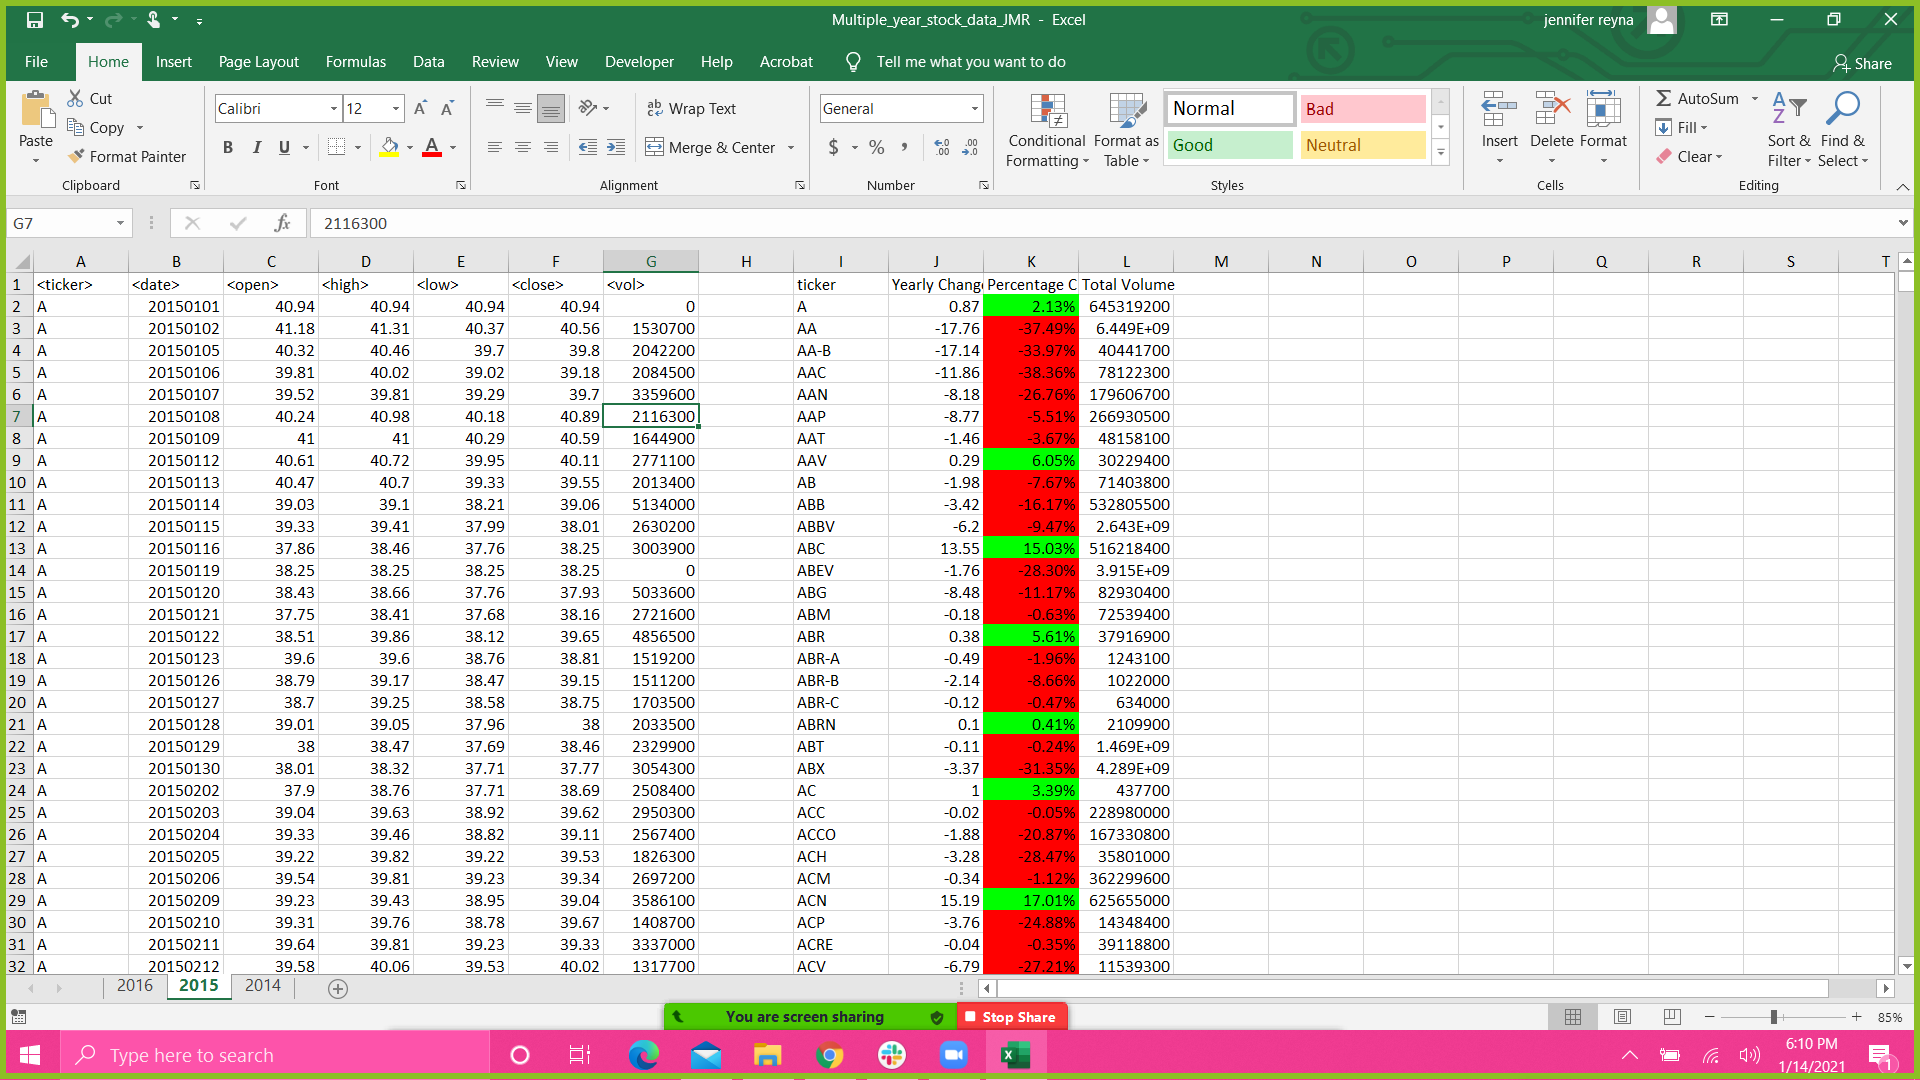 Multiple_year_stock_data_JMR - Excel
jennifer reyna
File Home Insert Page Layout Formulas Data Review View Developer Help Acrobat Tell me what you want to do Share
Paste
Cut
Copy
Format Painter
Clipboard
Calibri 12
B I U
Font
Wrap Text
Merge & Center
Alignment
General
$ % ,
Number
Conditional Formatting
Format as Table
Normal Bad
Good Neutral
Styles
Insert Delete Format
Cells
AutoSum
Fill
Clear
Sort & Filter
Find & Select
Editing
G7 fx 2116300
A B C D E F G H I J K L M N O P Q R S T
1 <ticker> <date> <open> <high> <low> <close> <vol> ticker Yearly Chang Percentage C Total Volume
2 A 20150101 40.94 40.94 40.94 40.94 0 A 0.87 2.13% 645319200
3 A 20150102 41.18 41.31 40.37 40.56 1530700 AA -17.76 -37.49% 6.449E+09
4 A 20150105 40.32 40.46 39.7 39.8 2042200 AA-B -17.14 -33.97% 40441700
5 A 20150106 39.81 40.02 39.02 39.18 2084500 AAC -11.86 -38.36% 78122300
6 A 20150107 39.52 39.81 39.29 39.7 3359600 AAN -8.18 -26.76% 179606700
7 A 20150108 40.24 40.98 40.18 40.89 2116300 AAP -8.77 -5.51% 266930500
8 A 20150109 41 41 40.29 40.59 1644900 AAT -1.46 -3.67% 48158100
9 A 20150112 40.61 40.72 39.95 40.11 2771100 AAV 0.29 6.05% 30229400
10 A 20150113 40.47 40.7 39.33 39.55 2013400 AB -1.98 -7.67% 71403800
11 A 20150114 39.03 39.1 38.21 39.06 5134000 ABB -3.42 -16.17% 532805500
12 A 20150115 39.33 39.41 37.99 38.01 2630200 ABBV -6.2 -9.47% 2.643E+09
13 A 20150116 37.86 38.46 37.76 38.25 3003900 ABC 13.55 15.03% 516218400
14 A 20150119 38.25 38.25 38.25 38.25 0 ABEV -1.76 -28.30% 3.915E+09
15 A 20150120 38.43 38.66 37.76 37.93 5033600 ABG -8.48 -11.17% 82930400
16 A 20150121 37.75 38.41 37.68 38.16 2721600 ABM -0.18 -0.63% 72539400
17 A 20150122 38.51 39.86 38.12 39.65 4856500 ABR 0.38 5.61% 37916900
18 A 20150123 39.6 39.6 38.76 38.81 1519200 ABR-A -0.49 -1.96% 1243100
19 A 20150126 38.79 39.17 38.47 39.15 1511200 ABR-B -2.14 -8.66% 1022000
20 A 20150127 38.7 39.25 38.58 38.75 1703500 ABR-C -0.12 -0.47% 634000
21 A 20150128 39.01 39.05 37.96 38 2033500 ABRN 0.1 0.41% 2109900
22 A 20150129 38 38.47 37.69 38.46 2329900 ABT -0.11 -0.24% 1.469E+09
23 A 20150130 38.01 38.32 37.71 37.77 3054300 ABX -3.37 -31.35% 4.289E+09
24 A 20150202 37.9 38.76 37.71 38.69 2508400 AC 1 3.39% 437700
25 A 20150203 39.04 39.63 38.92 39.62 2950300 ACC -0.02 -0.05% 228980000
26 A 20150204 39.33 39.46 38.82 39.11 2567400 ACCO -1.88 -20.87% 167330800
27 A 20150205 39.22 39.82 39.22 39.53 1826300 ACH -3.28 -28.47% 35801000
28 A 20150206 39.54 39.81 39.23 39.34 2697200 ACM -0.34 -1.12% 362299600
29 A 20150209 39.23 39.43 38.95 39.04 3586100 ACN 15.19 17.01% 625655000
30 A 20150210 39.31 39.76 38.78 39.67 1408700 ACP -3.76 -24.88% 14348400
31 A 20150211 39.64 39.81 39.23 39.33 3337000 ACRE -0.04 -0.35% 39118800
32 A 20150212 39.58 40.06 39.53 40.02 1317700 ACV -6.79 -27.21% 11539300
2016 2015 2014
You are screen sharing Stop Share
85%
Type here to search
6:10 PM
1/14/2021
1